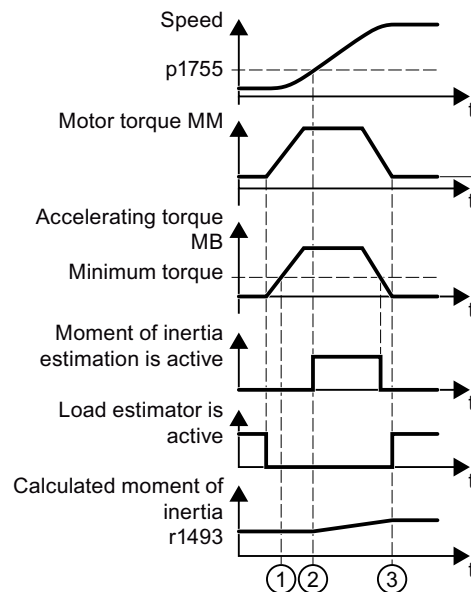 Speed
p1755
t
Motor torque MM
t
Accelerating torque
MB
Minimum torque
t
Moment of inertia
estimation is active
t
Load estimator is
active
t
Calculated moment of
inertia
r1493
t
1 2 3